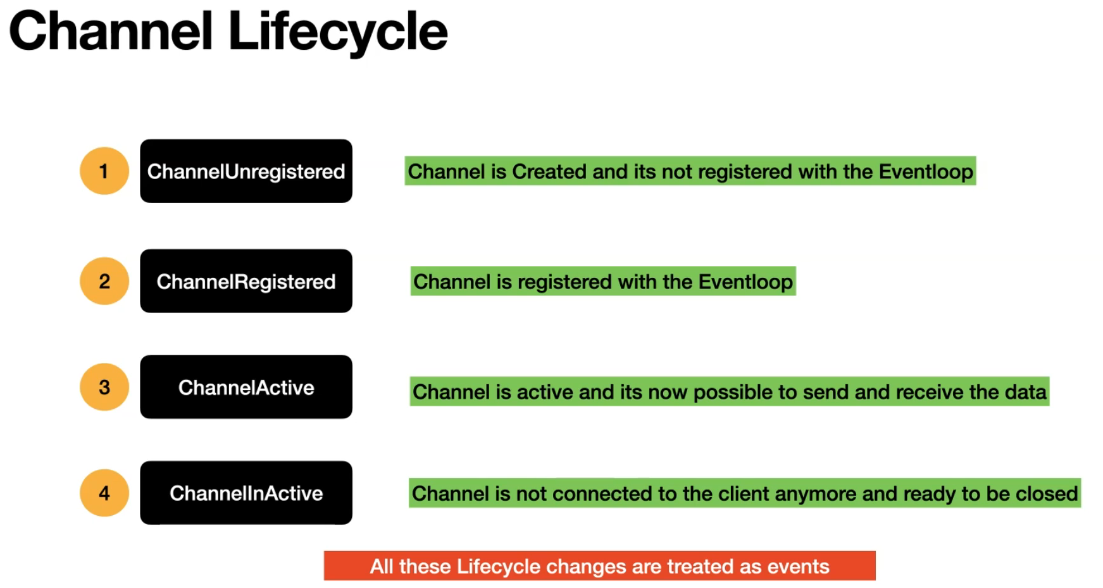 Channel Lifecycle
1 ChannelUnregistered Channel is Created and its not registered with the Eventloop
2 ChannelRegistered Channel is registered with the Eventloop
3 ChannelActive Channel is active and its now possible to send and receive the data
4 ChannelInActive Channel is not connected to the client anymore and ready to be closed
All these Lifecycle changes are treated as events